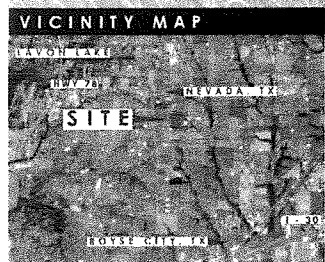 VICINITY MAP
LAVON LAKE
HWY 78
NEVADA, TX
SITE
I - 30
ROYSE CITY, TX